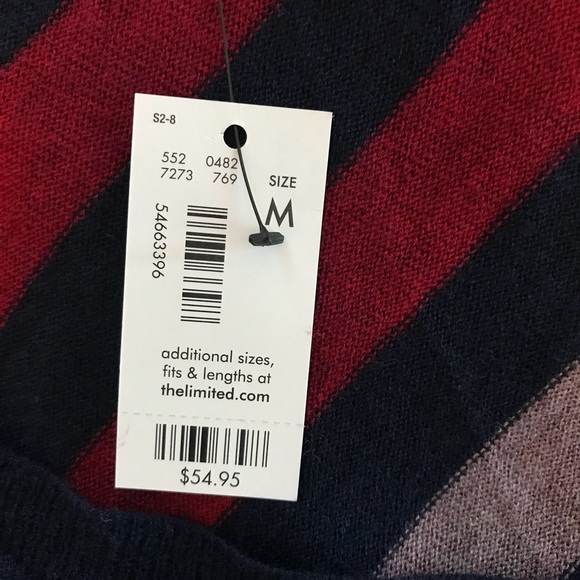 S2-8
552 0482
7273 769
SIZE
M
54663396
additional sizes,
fits & lengths at
thelimited.com
$54.95